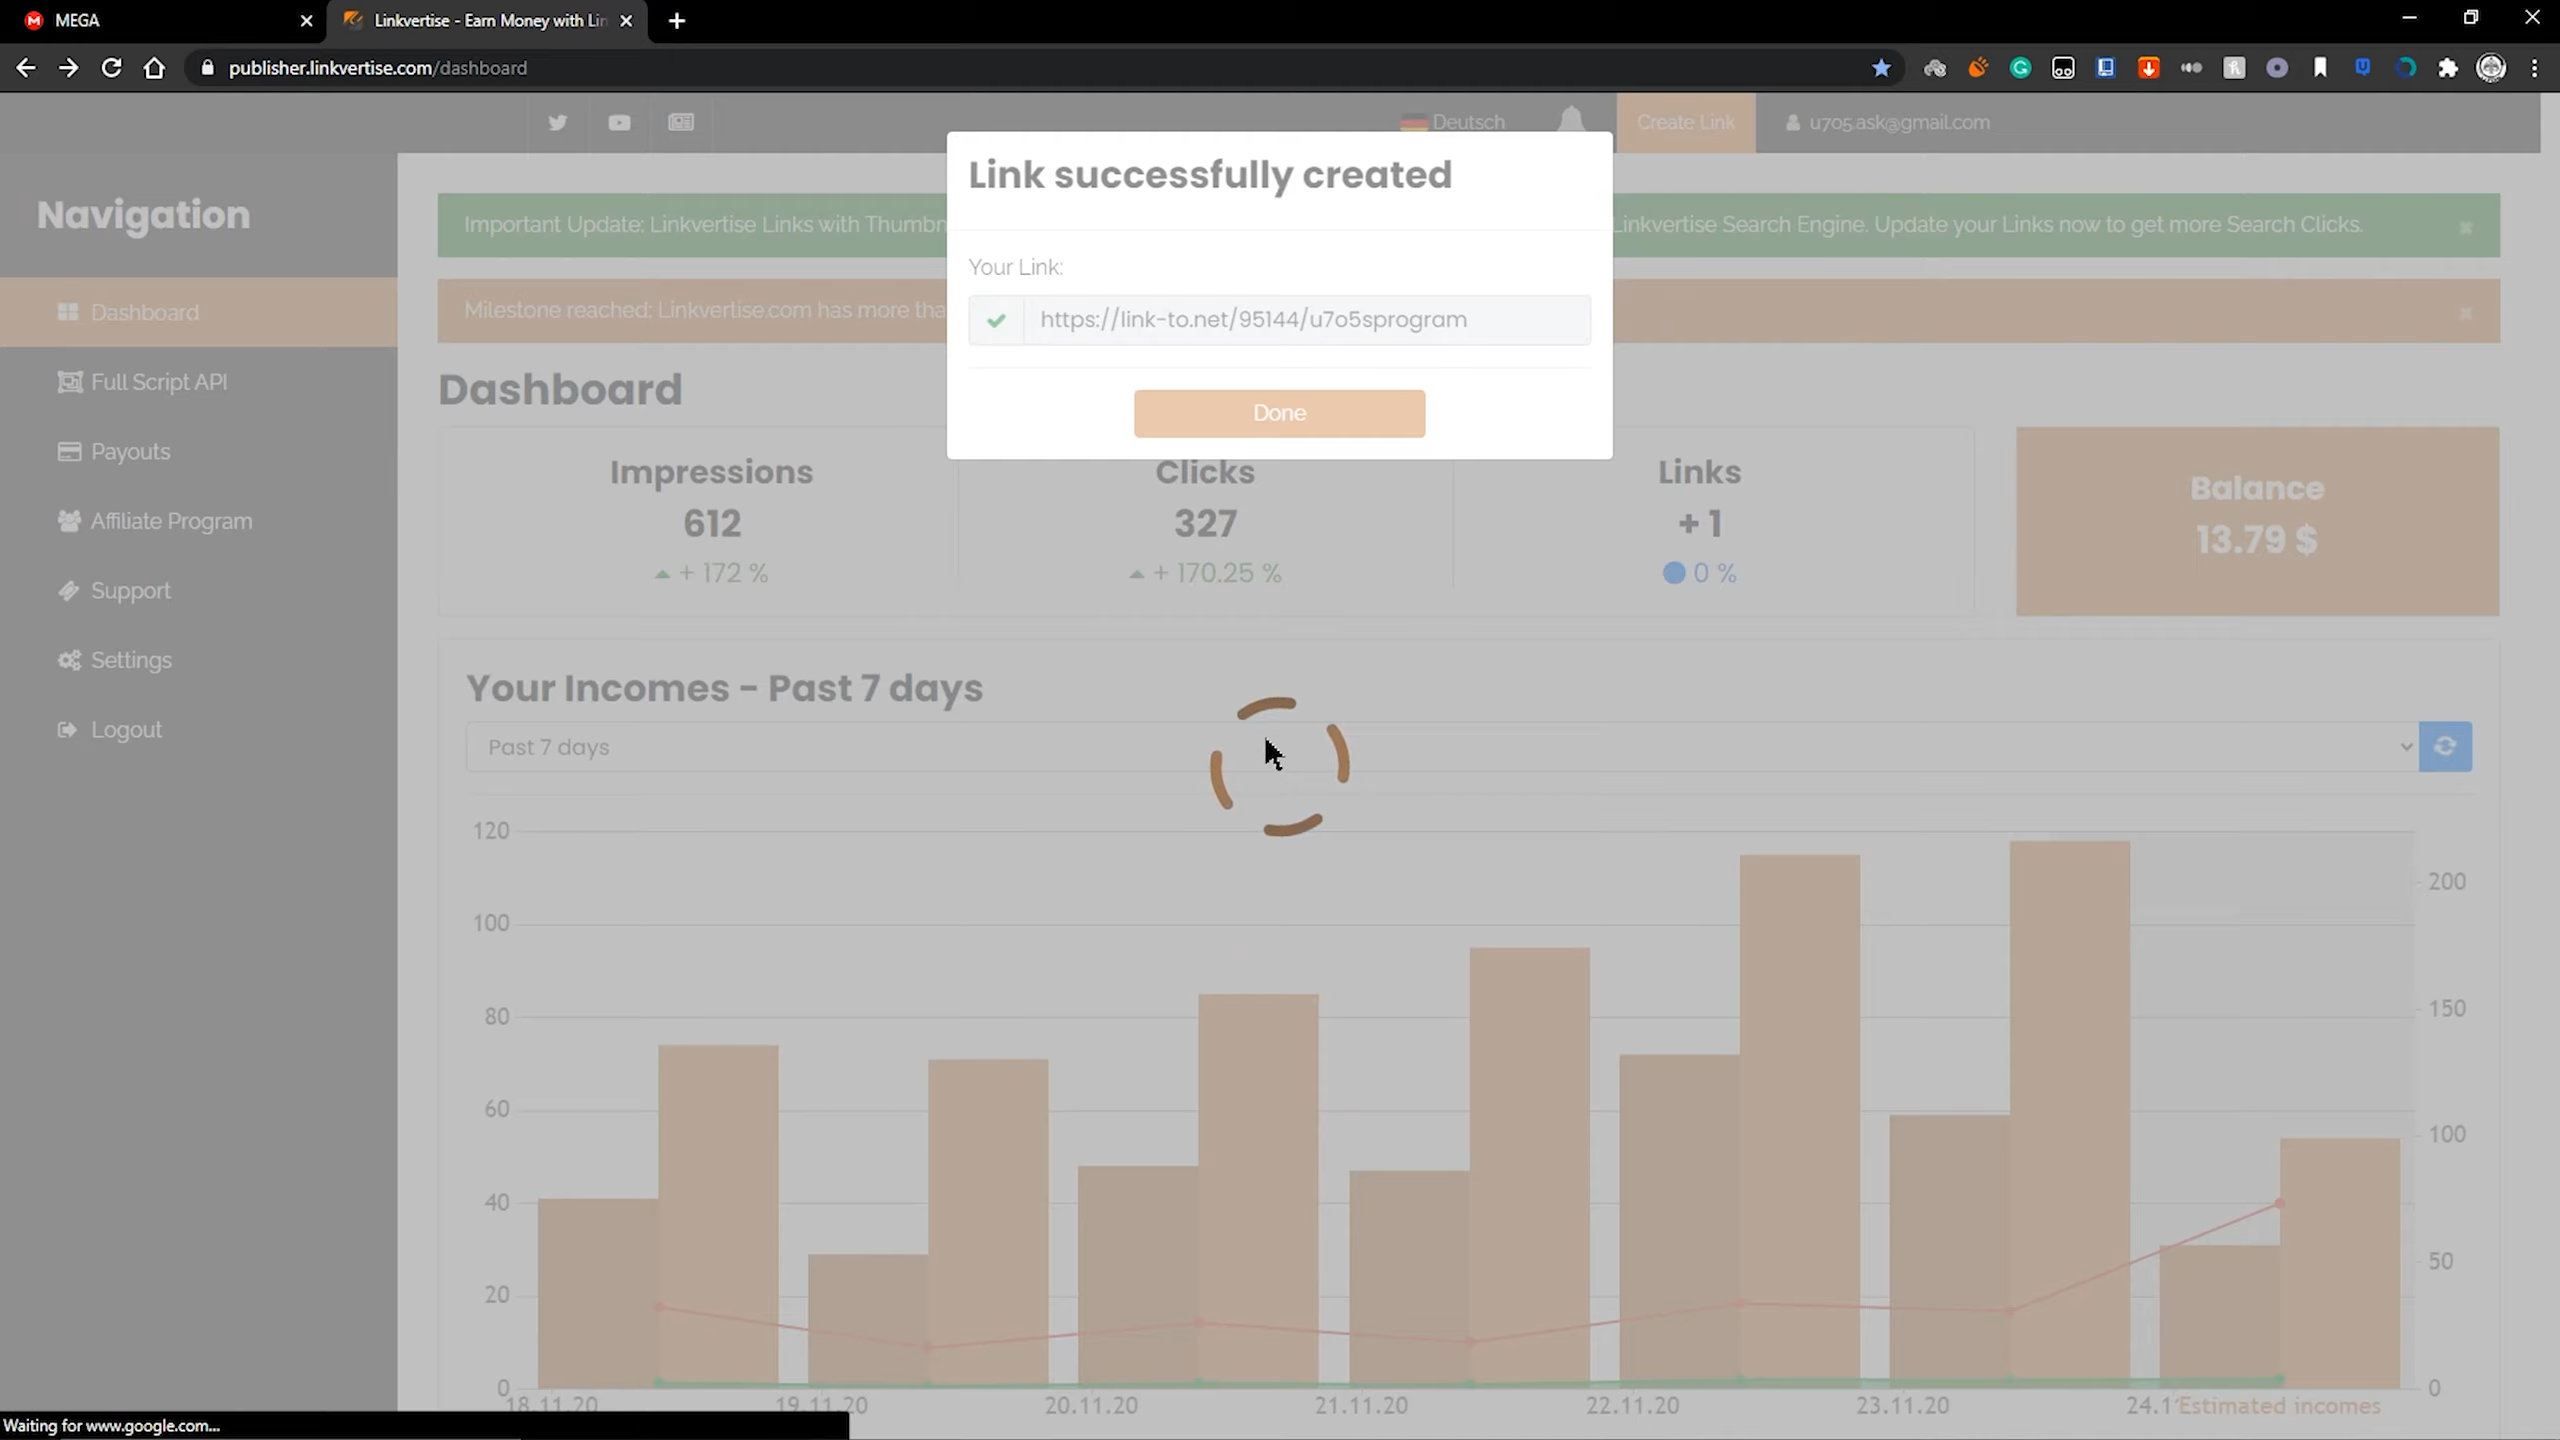 MEGA
Linkvertise - Earn Money with Lin
publisher.linkvertise.com/dashboard
Deutsch
Create Link
u7o5.ask@gmail.com
Link successfully created
Navigation
Important Update: Linkvertise Links with Thumbn
Linkvertise Search Engine. Update your Links now to get more Search Clicks.
Your Link:
Dashboard
Milestone reached: Linkvertise.com has more tha
https://link-to.net/95144/u7o5sprogram
Full Script API
Dashboard
Done
Payouts
Impressions
Clicks
Links
Balance
612
327
+ 1
13.79 $
+ 172 %
+ 170.25 %
0 %
Affiliate Program
Support
Settings
Your Incomes - Past 7 days
Logout
Past 7 days
120
100
80
60
40
20
0
200
150
100
50
0
18.11.20
19.11.20
20.11.20
21.11.20
22.11.20
23.11.20
24.1
Estimated incomes
Waiting for www.google.com...